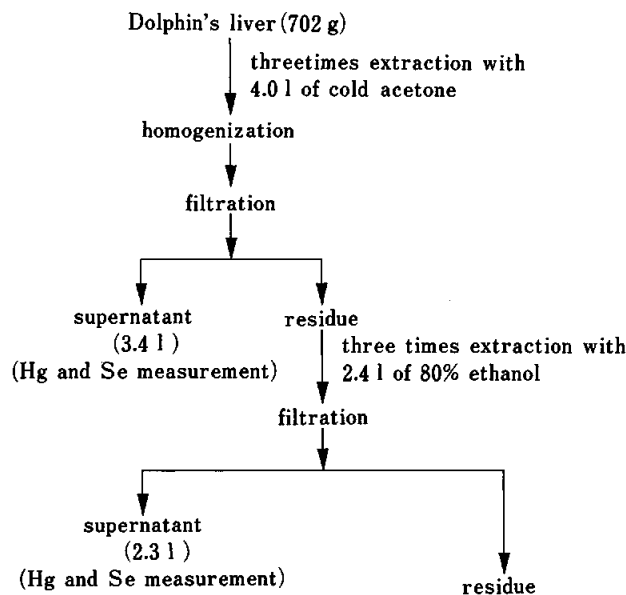 Dolphin's liver (702 g)
threetimes extraction with
4.0 l of cold acetone
homogenization
filtration
supernatant
(3.4 l)
(Hg and Se measurement)
residue
three times extraction with
2.4 l of 80% ethanol
filtration
supernatant
(2.3 l)
(Hg and Se measurement)
residue